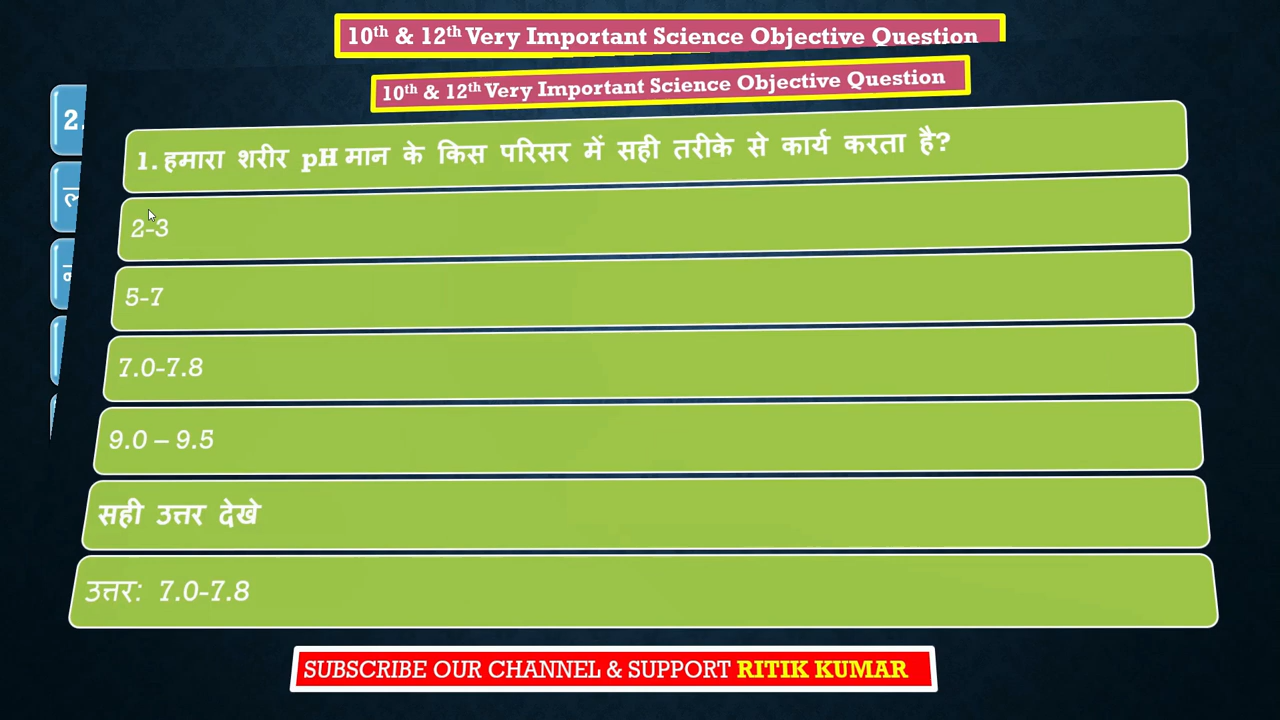 10th & 12th Very Important Science Objective Question
10th & 12th Very Important Science Objective Question
2.
1. हमारा शरीर pH मान के किस परिसर में सही तरीके से कार्य करता है?
2-3
5-7
7.0-7.8
9.0 – 9.5
सही उत्तर देखे
उत्तर: 7.0-7.8
SUBSCRIBE OUR CHANNEL & SUPPORT RITIK KUMAR